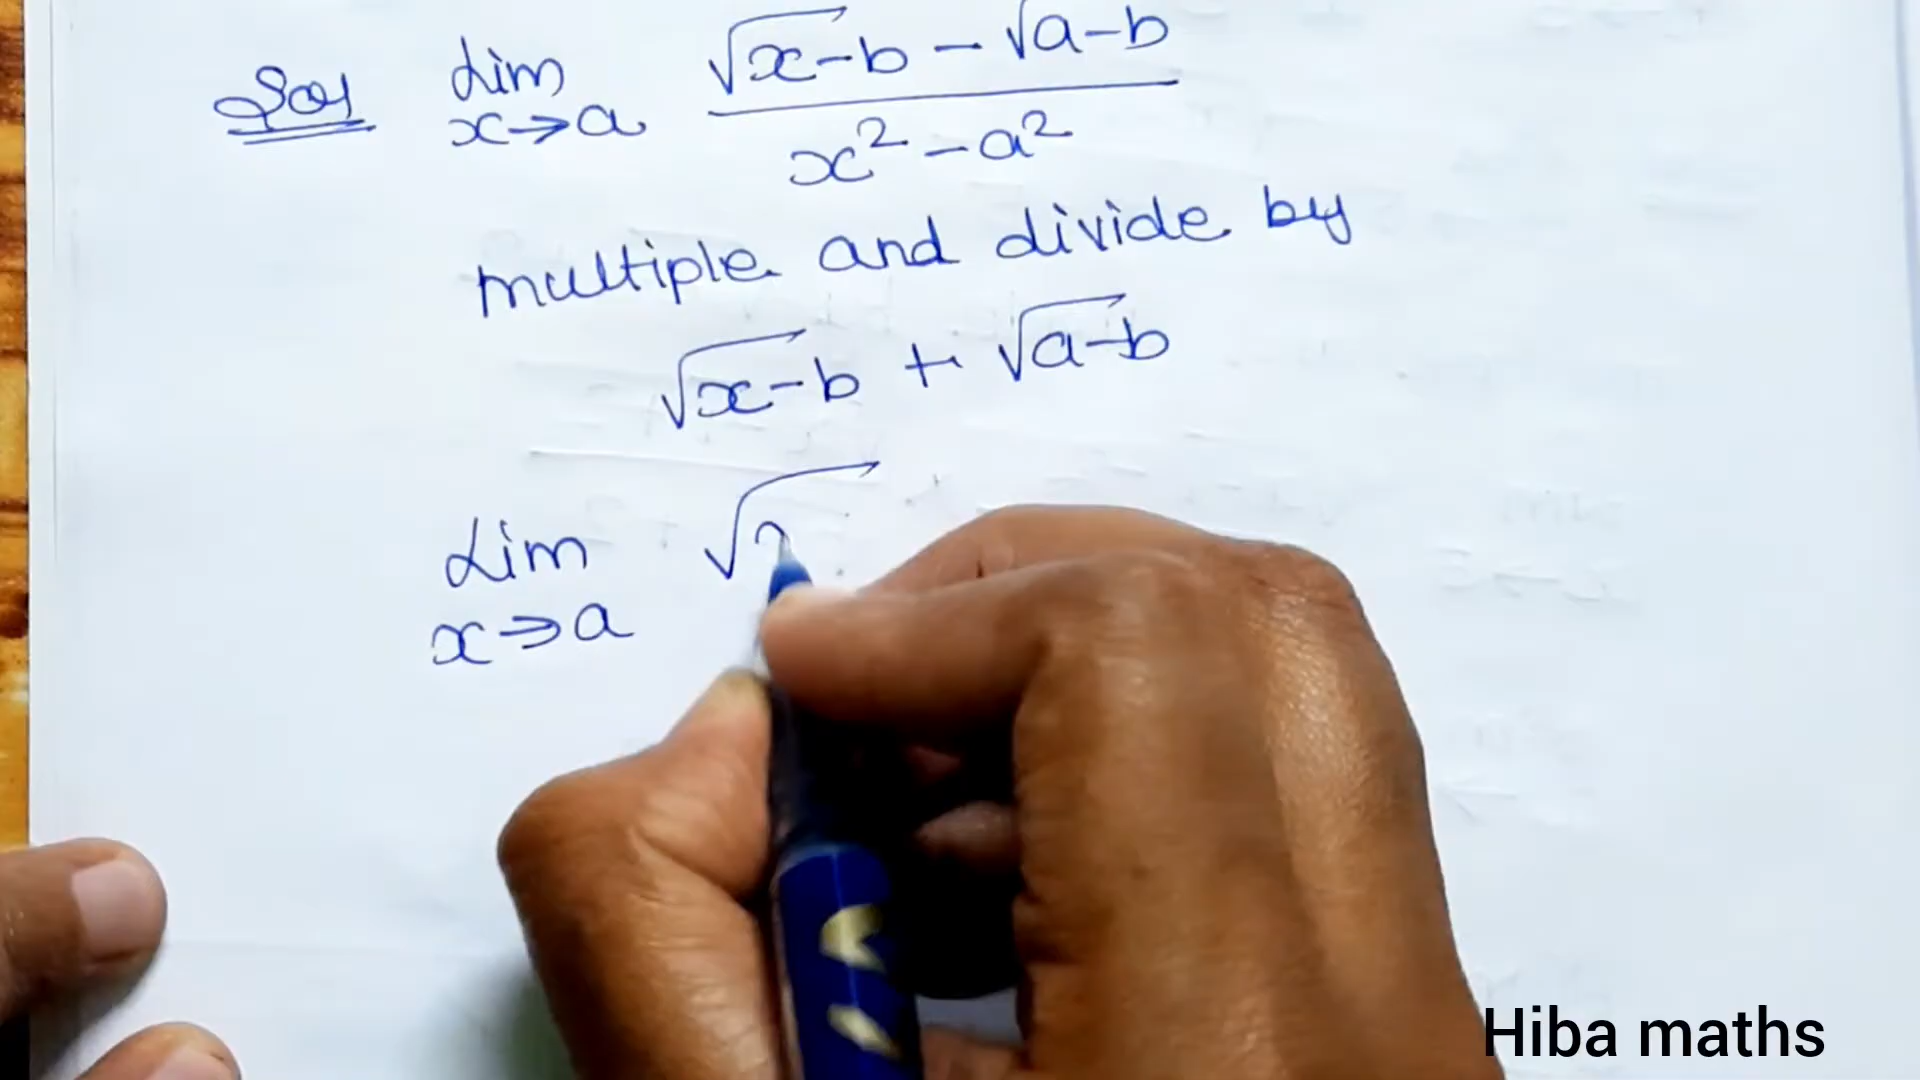 Sol Lim √x-b - √a-b
x→a x² - a²
multiple and divide by
√x-b + √a-b
Lim √
x→a
Hiba maths